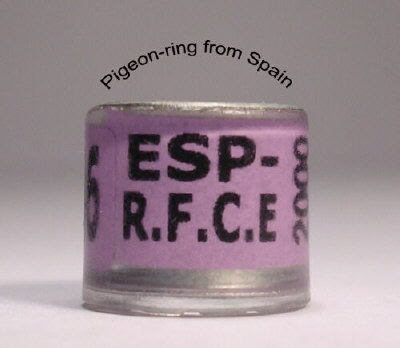 Pigeon-ring from Spain
ESP-
R.F.C.E
2000